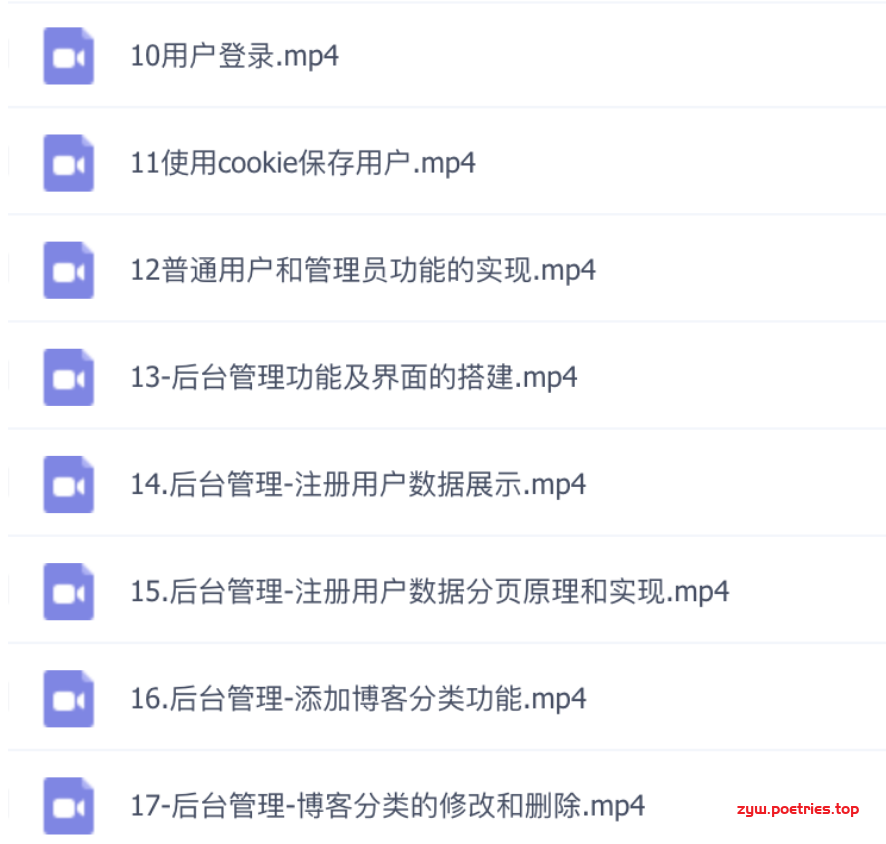 10用户登录.mp4
11使用cookie保存用户.mp4
12普通用户和管理员功能的实现.mp4
13-后台管理功能及界面的搭建.mp4
14.后台管理-注册用户数据展示.mp4
15.后台管理-注册用户数据分页原理和实现.mp4
16.后台管理-添加博客分类功能.mp4
17-后台管理-博客分类的修改和删除.mp4
zyw.poetries.top